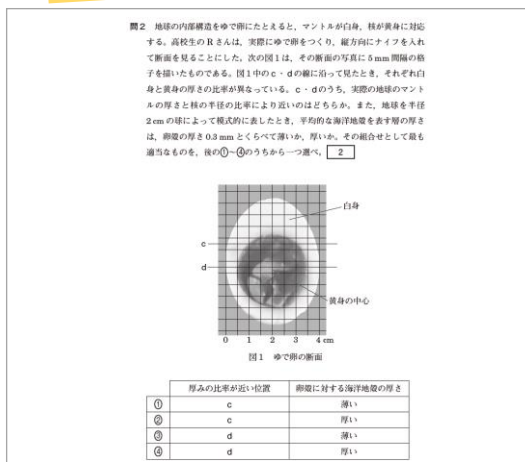 問2 地球の内部構造をゆで卵にたとえると，マントルが白身，核が黄身に対応
する。高校生のRさんは，実際にゆで卵をつくり，縦方向にナイフを入れ
て断面を見ることにした。次の図1は，その断面の写真に5mm間隔の格
子を描いたものである。図1中のc・dの線に沿って見たとき，それぞれ白
身と黄身の厚さの比率が異なっている。c・dのうち，実際の地球のマント
ルの厚さと核の半径の比率により近いのはどちらか。また，地球を半径
2cmの球によって模式的に表したとき，平均的な海洋地殻を表す層の厚さ
は，卵殻の厚さ0.3mmとくらべて薄いか，厚いか。その組合せとして最も
適当なものを，後の①~④のうちから一つ選べ。 2
白身
c
d
黄身の中心
0 1 2 3 4 cm
図1 ゆで卵の断面
厚みの比率が近い位置 卵殻に対する海洋地殻の厚さ
① c 薄い
② c 厚い
③ d 薄い
④ d 厚い